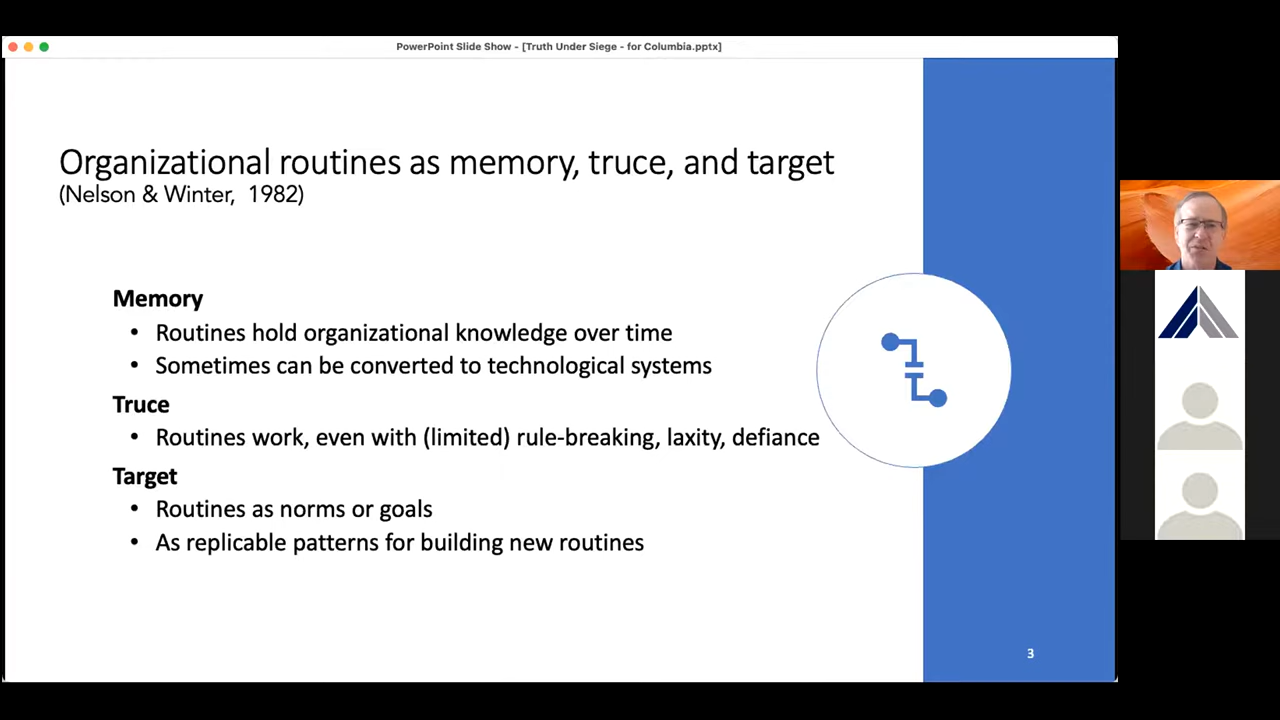 PowerPoint Slide Show - [Truth Under Siege - for Columbia.pptx]
Organizational routines as memory, truce, and target
(Nelson & Winter, 1982)
Memory
• Routines hold organizational knowledge over time
• Sometimes can be converted to technological systems
Truce
• Routines work, even with (limited) rule-breaking, laxity, defiance
Target
• Routines as norms or goals
• As replicable patterns for building new routines
3